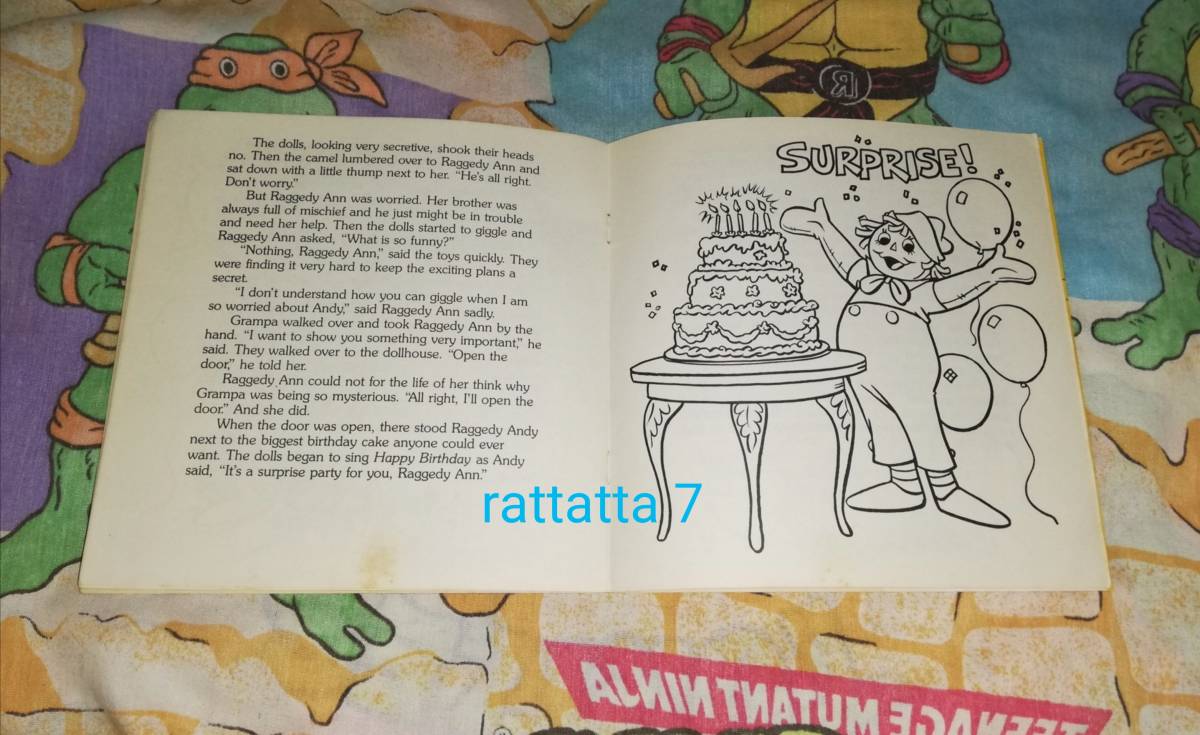 The dolls, looking very secretive, shook their heads
no. Then the camel lumbered over to Raggedy Ann and
sat down with a little thump next to her. “He's all right.
Don't worry.”
But Raggedy Ann was worried. Her brother was
always full of mischief and he just might be in trouble
and need her help. Then the dolls started to giggle and
Raggedy Ann asked, “What is so funny?”
“Nothing, Raggedy Ann,” said the toys quickly. They
were finding it very hard to keep the exciting plans a
secret.
“I don't understand how you can giggle when I am
so worried about Andy,” said Raggedy Ann sadly.
Grampa walked over and took Raggedy Ann by the
hand. “I want to show you something very important,” he
said. They walked over to the dollhouse. “Open the
door,” he told her.
Raggedy Ann could not for the life of her think why
Grampa was being so mysterious. “All right, I'll open the
door.” And she did.
When the door was open, there stood Raggedy Andy
next to the biggest birthday cake anyone could ever
want. The dolls began to sing Happy Birthday as Andy
said, “It's a surprise party for you, Raggedy Ann.”
SURPRISE!
rattatta 7
R
TEENAGE MUTANT NINJA